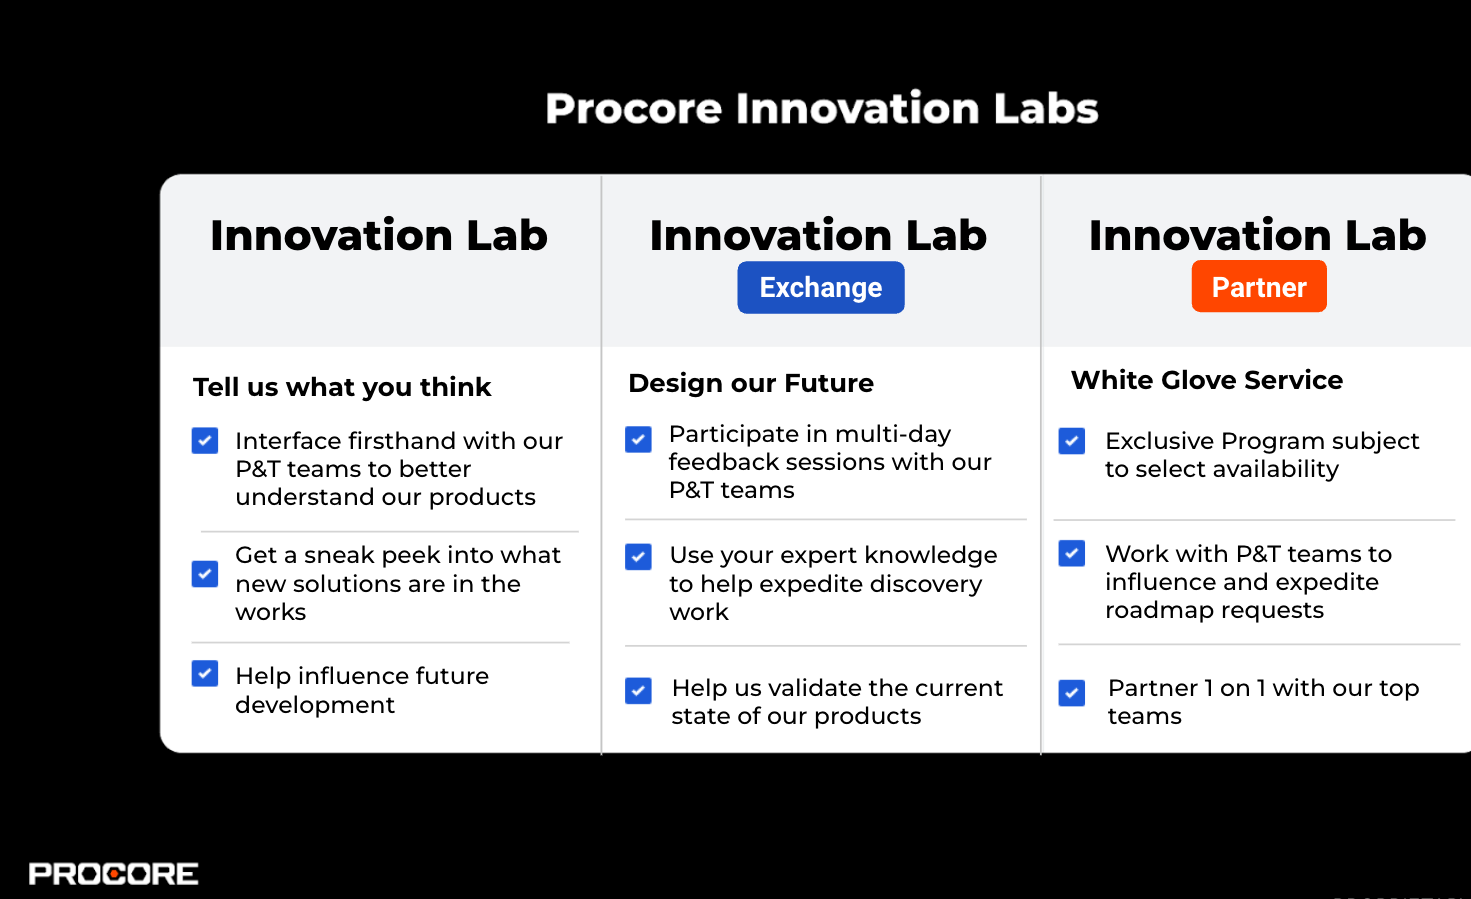 Procore Innovation Labs
Innovation Lab
Innovation Lab
Exchange
Innovation Lab
Partner
Tell us what you think
Interface firsthand with our
P&T teams to better
understand our products
Get a sneak peek into what
new solutions are in the
works
Help influence future
development
Design our Future
Participate in multi-day
feedback sessions with our
P&T teams
Use your expert knowledge
to help expedite discovery
work
Help us validate the current
state of our products
White Glove Service
Exclusive Program subject
to select availability
Work with P&T teams to
influence and expedite
roadmap requests
Partner 1 on 1 with our top
teams
PROCORE